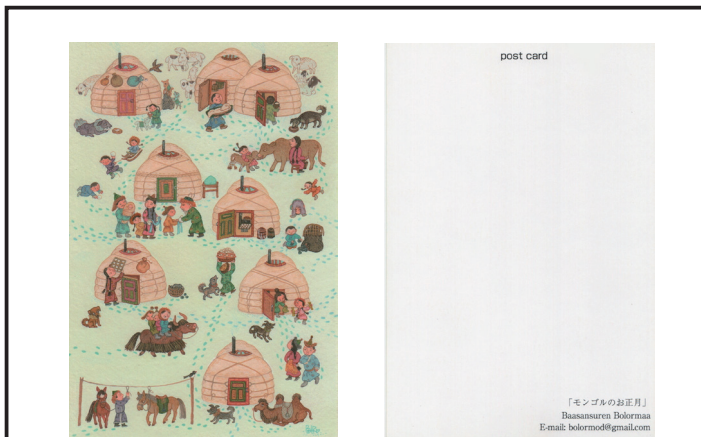 post card
「モンゴルのお正月」
Baasansuren Bolormaa
E-mail: bolormod@gmail.com